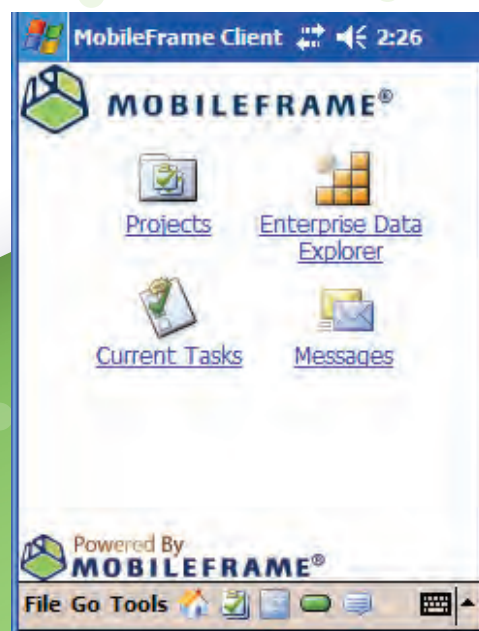 MobileFrame Client 2:26
MOBILEFRAME®
Projects
Enterprise Data
Explorer
Current Tasks
Messages
Powered By
MOBILEFRAME®
File Go Tools